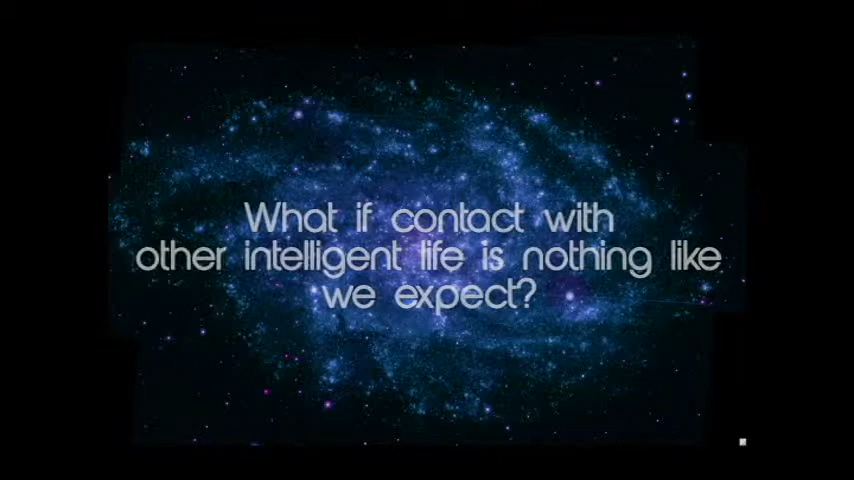 What if contact with
other intelligent life is nothing like
we expect?